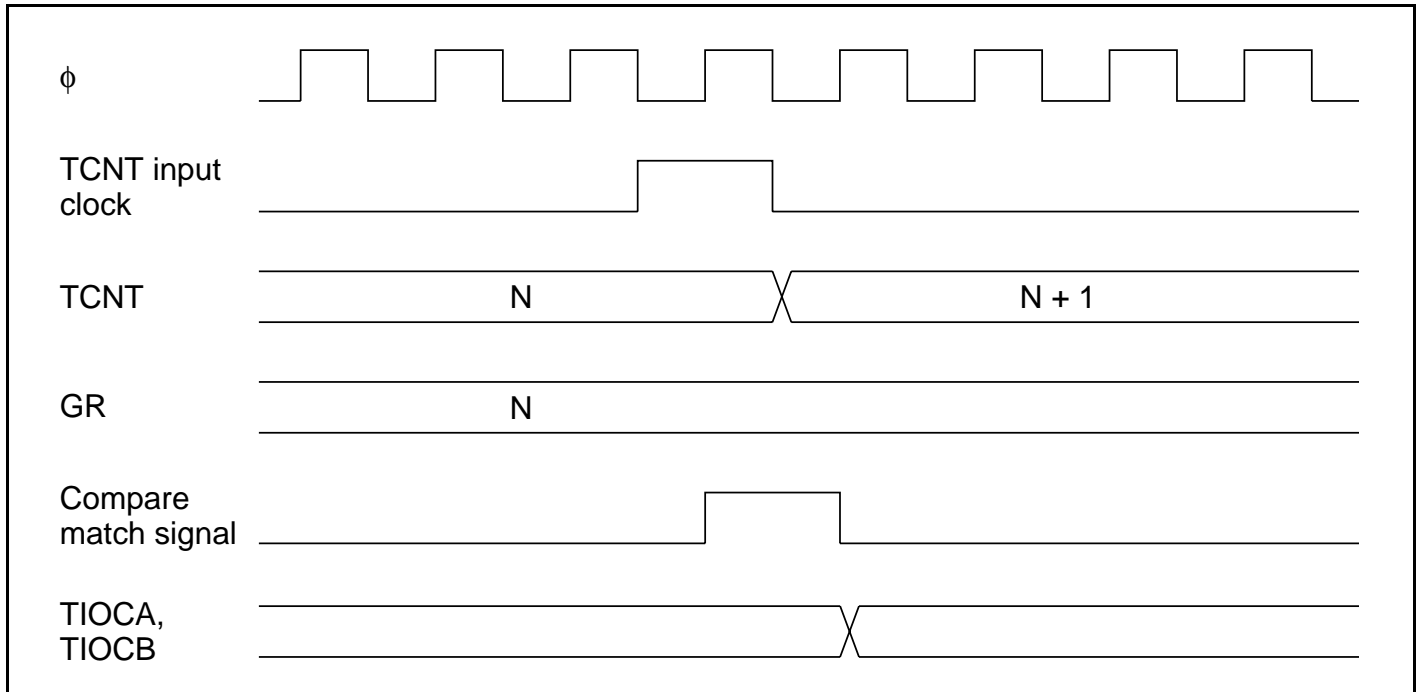 ϕ
TCNT input
clock
TCNT
N
N + 1
GR
N
Compare
match signal
TIOCA,
TIOCB